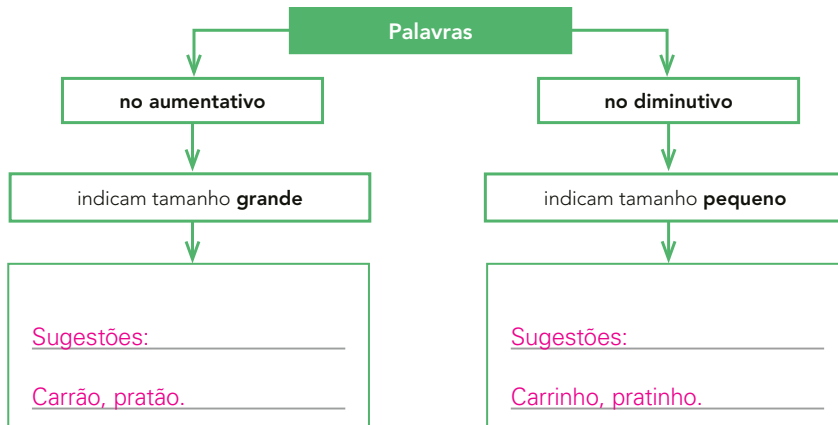 Palavras
no aumentativo
no diminutivo
indicam tamanho grande
indicam tamanho pequeno
Sugestões:
Carrão, pratão.
Sugestões:
Carrinho, pratinho.